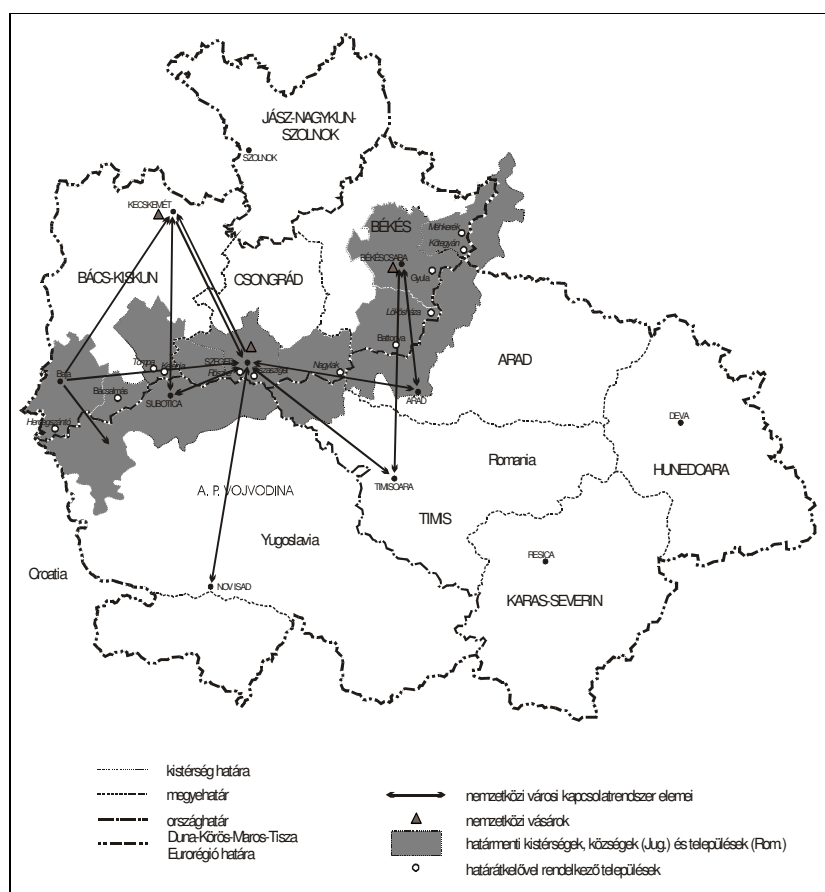 JÁSZ-NAGYKUN-
SZOLNOK
SZOLNOK
KECSKEMÉT
BÉKÉS
Méhkerék
Kötegyán
BÉKÉSCSABA
Gyula
CSONGRÁD
BÁCS-KISKUN
Lőkösháza
Battonya
ARAD
Tompa
Kelebia
SZEGED
Röszke
Nagylak
Baja
Bácsalmás
SUBOTICA
ARAD
Hercegszántó
DEVA
HUNEDOARA
Romania
TIMISOARA
A. P. VOJVODINA
TIMIS
Yugoslavia
RESICA
Croatia
NOVI SAD
KARAS-SEVERIN
kistérség határa
megyehatár
országhatár
Duna-Körös-Maros-Tisza
Eurorégió határa
nemzetközi városi kapcsolatrendszer elemei
nemzetközi vásárok
határmenti kistérségek, községek (Jug.) és települések (Rom.)
határátkelővel rendelkező települések